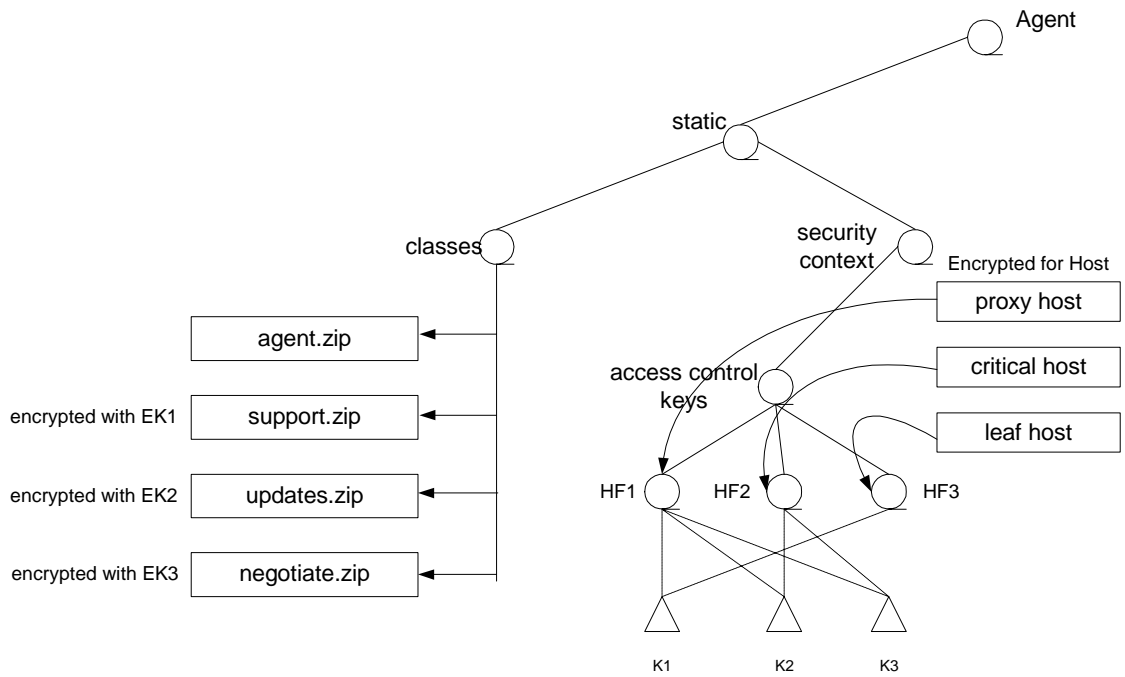 Agent
static
classes
security
context
Encrypted for Host
proxy host
agent.zip
critical host
access control
keys
encrypted with EK1
support.zip
leaf host
encrypted with EK2
updates.zip
HF1
HF2
HF3
encrypted with EK3
negotiate.zip
K1
K2
K3